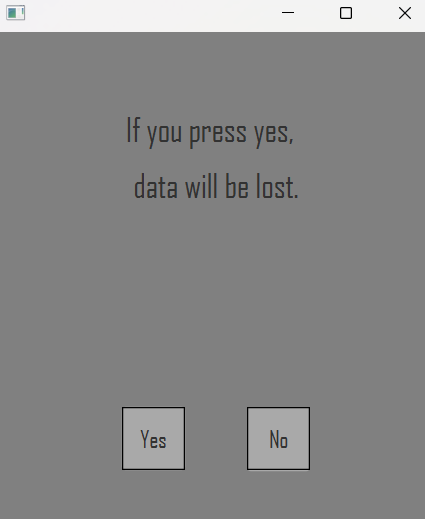 If you press yes,
data will be lost.
Yes
No